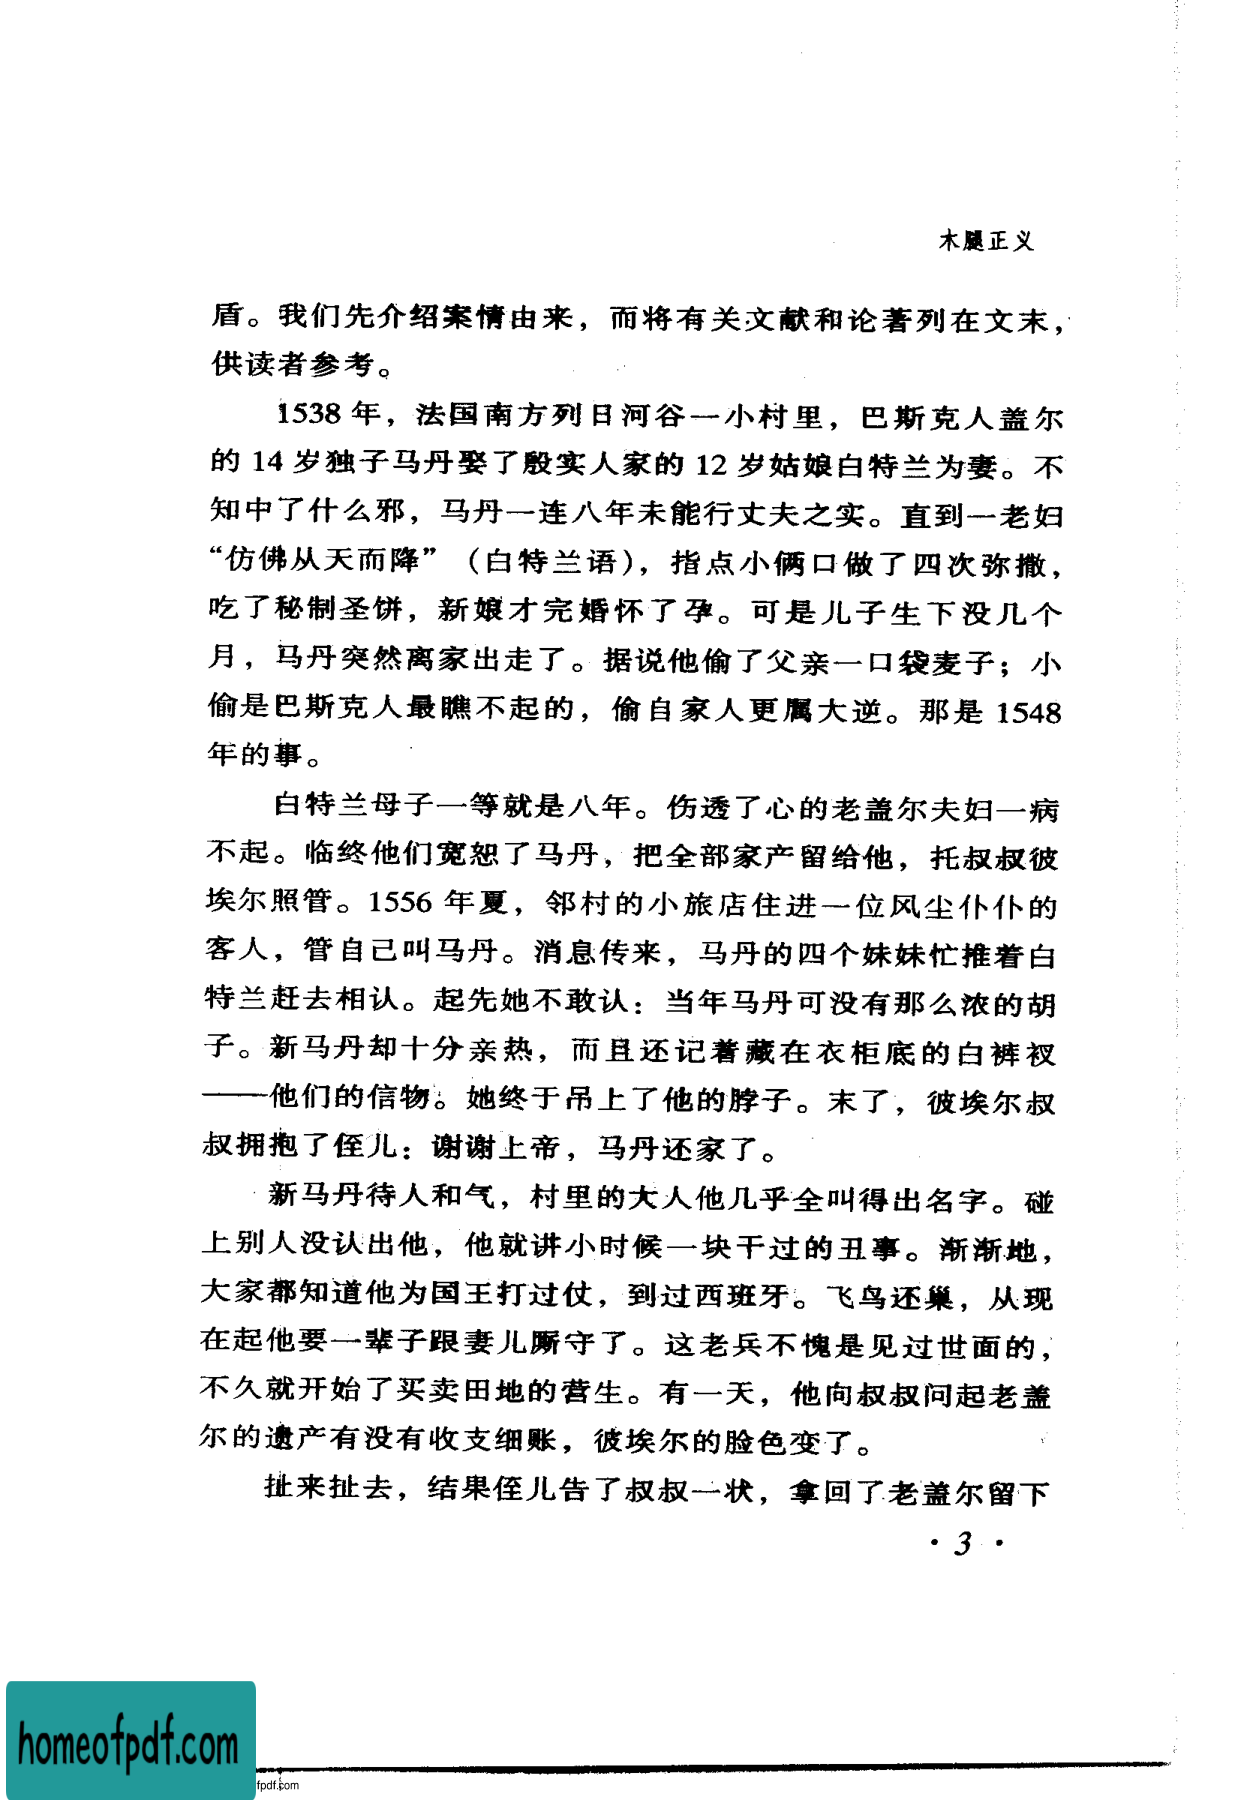 木腿正义
盾。我们先介绍案情由来，而将有关文献和论著列在文末，
供读者参考。
1538 年，法国南方列日河谷一小村里，巴斯克人盖尔
的 14 岁独子马丹娶了殷实人家的 12 岁姑娘白特兰为妻。不
知中了什么邪，马丹一连八年未能行丈夫之实。直到一老妇
“仿佛从天而降”（白特兰语），指点小俩口做了四次弥撒，
吃了秘制圣饼，新娘才完婚怀了孕。可是儿子生下没几个
月，马丹突然离家出走了。据说他偷了父亲一口袋麦子；小
偷是巴斯克人最瞧不起的，偷自家人更属大逆。那是 1548
年的事。
白特兰母子一等就是八年。伤透了心的老盖尔夫妇一病
不起。临终他们宽恕了马丹，把全部家产留给他，托叔叔彼
埃尔照管。1556 年夏，邻村的小旅店住进一位风尘仆仆的
客人，管自己叫马丹。消息传来，马丹的四个妹妹忙推着白
特兰赶去相认。起先她不敢认：当年马丹可没有那么浓的胡
子。新马丹却十分亲热，而且还记着藏在衣柜底的白裤衩
——他们的信物。她终于吊上了他的脖子。末了，彼埃尔叔
叔拥抱了侄儿：谢谢上帝，马丹还家了。
新马丹待人和气，村里的大人他几乎全叫得出名字。碰
上别人没认出他，他就讲小时候一块干过的丑事。渐渐地，
大家都知道他为国王打过仗，到过西班牙。飞鸟还巢，从现
在起他要一辈子跟妻儿厮守了。这老兵不愧是见过世面的，
不久就开始了买卖田地的营生。有一天，他向叔叔问起老盖
尔的遗产有没有收支细账，彼埃尔的脸色变了。
扯来扯去，结果侄儿告了叔叔一状，拿回了老盖尔留下
· 3 ·
homeofpdf.com
fpdf.com